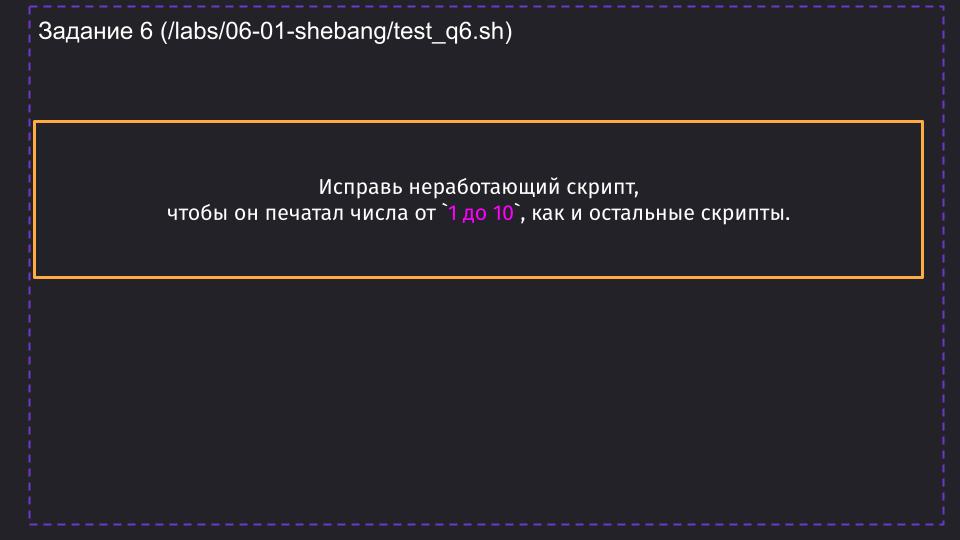 Задание 6 (/labs/06-01-shebang/test_q6.sh)
Исправь неработающий скрипт,
чтобы он печатал числа от `1 до 10`, как и остальные скрипты.